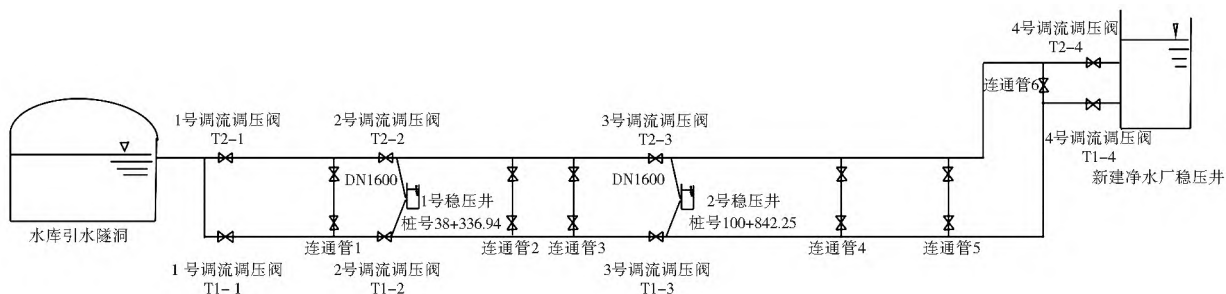 4号调流调压阀
T2-4
连通管6
1号调流调压阀
T2-1
2号调流调压阀
T2-2
3号调流调压阀
T2-3
4号调流调压阀
T1-4
新建净水厂稳压井
DN1600
1号稳压井
桩号38+336.94
DN1600
2号稳压井
桩号100+842.25
水库引水隧洞
连通管1
连通管2
连通管3
连通管4
连通管5
1号调流调压阀
T1-1
2号调流调压阀
T1-2
3号调流调压阀
T1-3